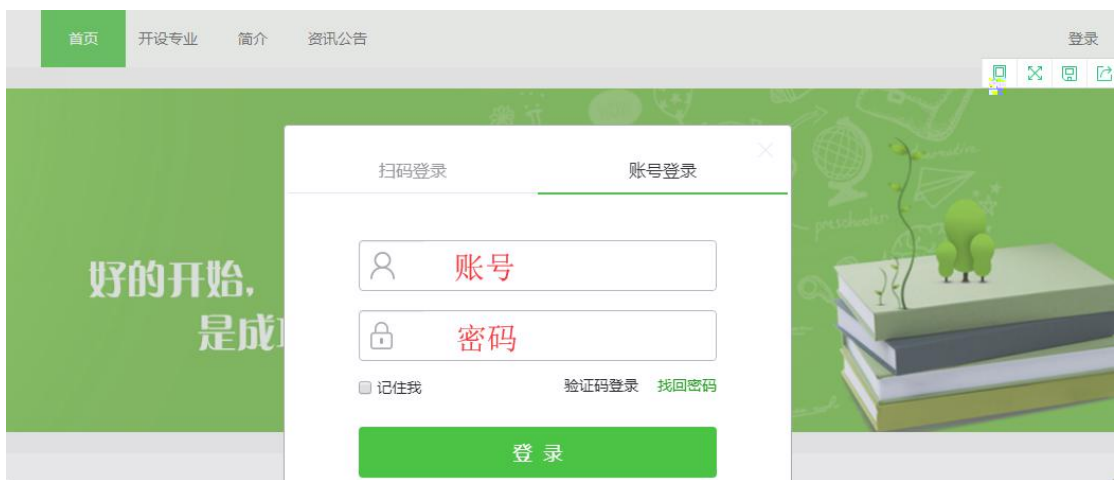 首页 开设专业 简介 资讯公告 登录
扫码登录 账号登录
好的开始,
是成
账号
密码
记住我 验证码登录 找回密码
登 录
preschooler